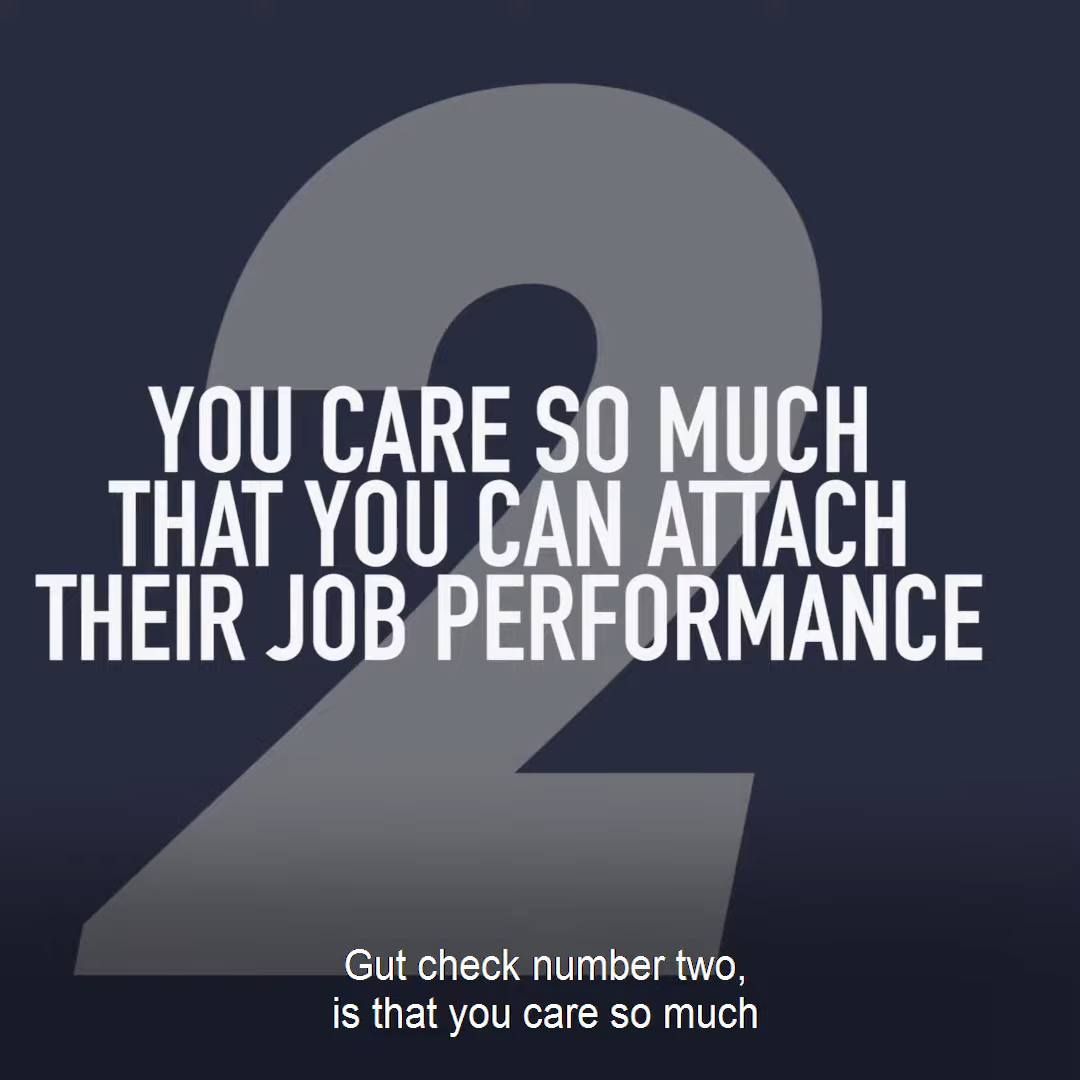 2
YOU CARE SO MUCH
THAT YOU CAN ATTACH
THEIR JOB PERFORMANCE
Gut check number two,
is that you care so much